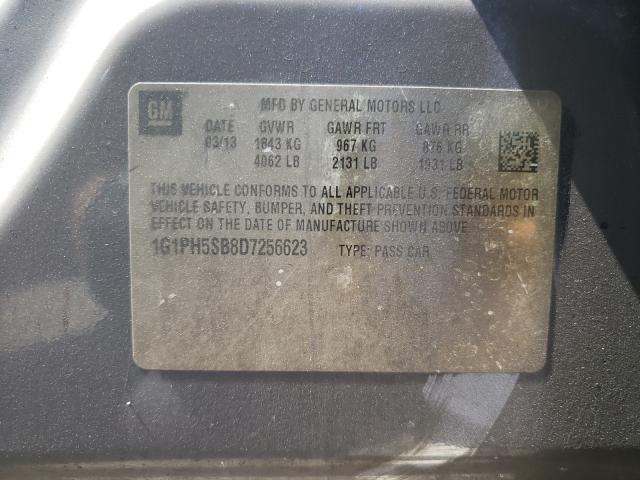 GM MFD BY GENERAL MOTORS LLC
DATE GVWR GAWR FRT GAWR RR
03/13 1843 KG 967 KG 876 KG
4062 LB 2131 LB 1931 LB
THIS VEHICLE CONFORMS TO ALL APPLICABLE U.S. FEDERAL MOTOR
VEHICLE SAFETY, BUMPER, AND THEFT PREVENTION STANDARDS IN
EFFECT ON THE DATE OF MANUFACTURE SHOWN ABOVE.
1G1PH5SB8D7256623 TYPE: PASS CAR